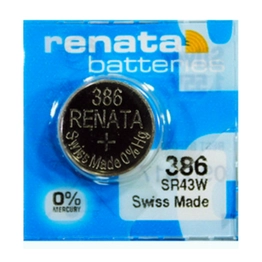 renata
batteries
386
RENATA
+
Swiss Made 0% Hg
386
SR43W
Swiss Made
0%
MERCURY